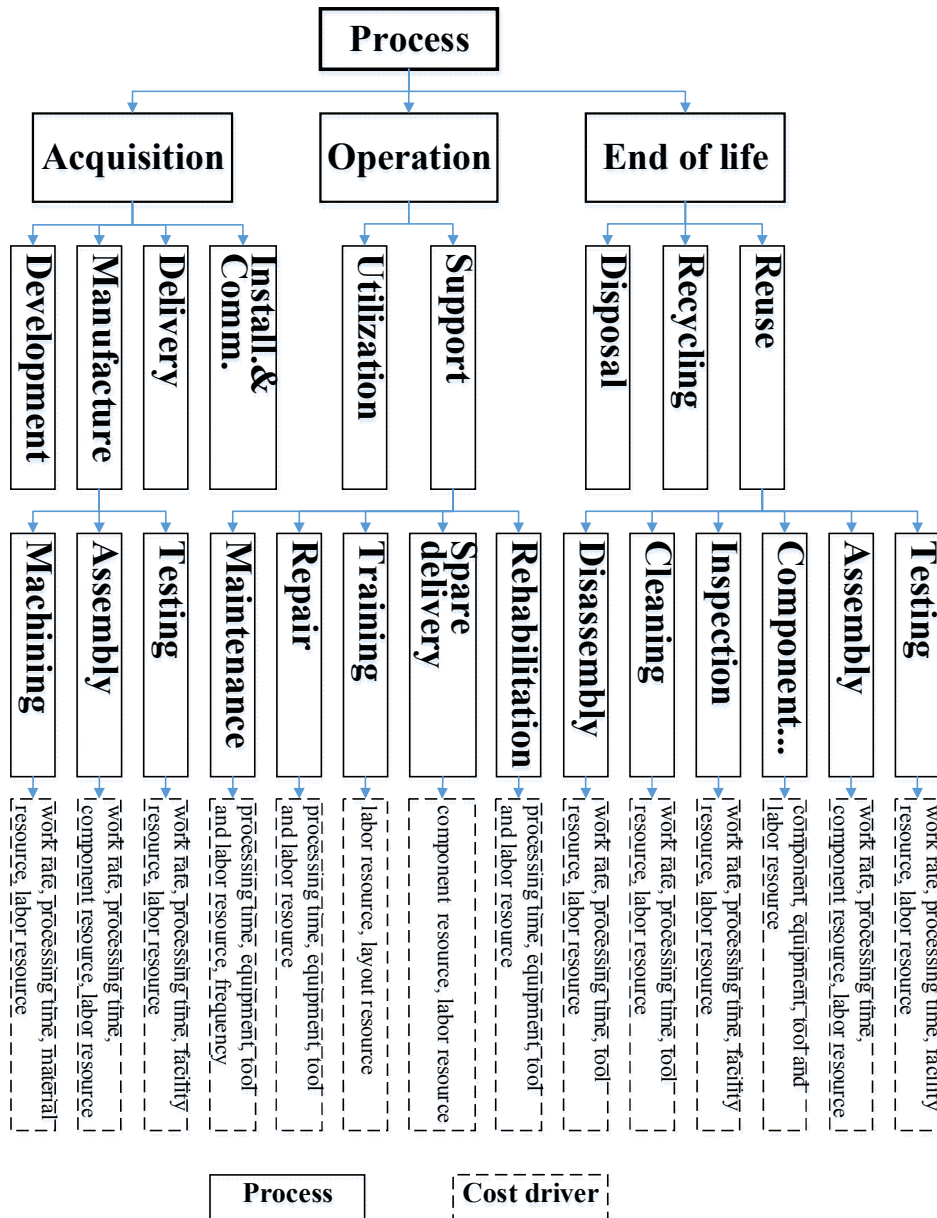 Process
Acquisition
Operation
End of life
Development
Manufacture
Delivery
Install.&
Comm.
Utilization
Support
Disposal
Recycling
Reuse
Machining
Assembly
Testing
Maintenance
Repair
Training
Spare
delivery
Rehabilitation
Disassembly
Cleaning
Inspection
Component...
Assembly
Testing
work rate, processing time, material
resource, labor resource
work rate, processing time,
component resource, labor resource
work rate, processing time, facility
resource, labor resource
processing time, equipment, tool
and labor resource, frequency
processing time, equipment, tool
and labor resource
labor resource, layout resource
component resource, labor resource
processing time, equipment, tool
and labor resource
work rate, processing time, tool
resource, labor resource
work rate, processing time, tool
resource, labor resource
work rate, processing time, facility
resource, labor resource
component, equipment, tool and
labor resource
work rate, processing time,
component resource, labor resource
work rate, processing time, facility
resource, labor resource
Process
Cost driver